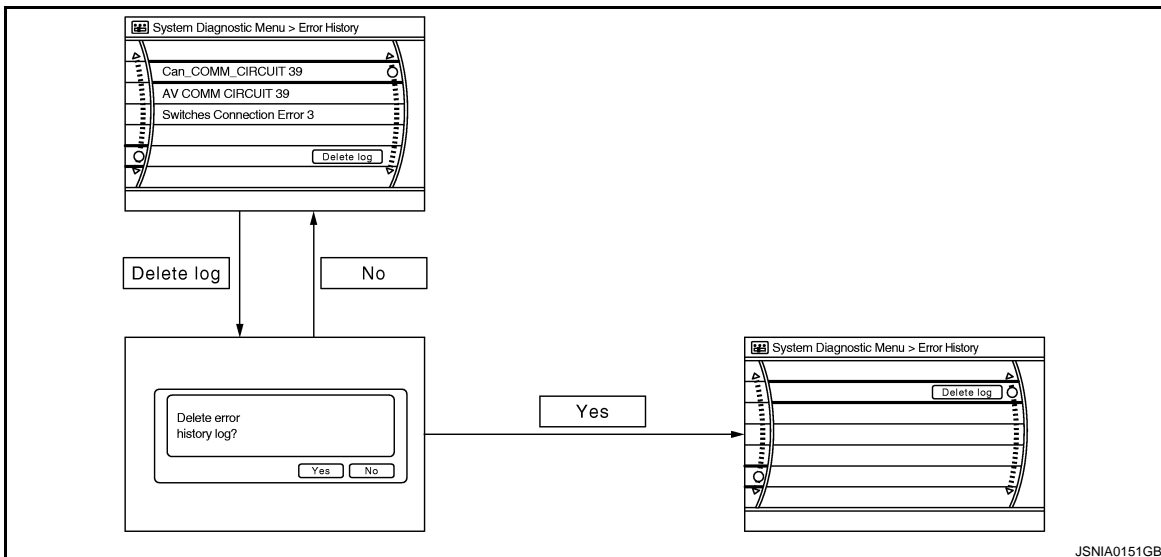 System Diagnostic Menu > Error History
Can_COMM_CIRCUIT 39
AV COMM CIRCUIT 39
Switches Connection Error 3
Delete log
Delete log
No
Delete error
history log?
Yes No
Yes
System Diagnostic Menu > Error History
Delete log
JSNIA0151GB